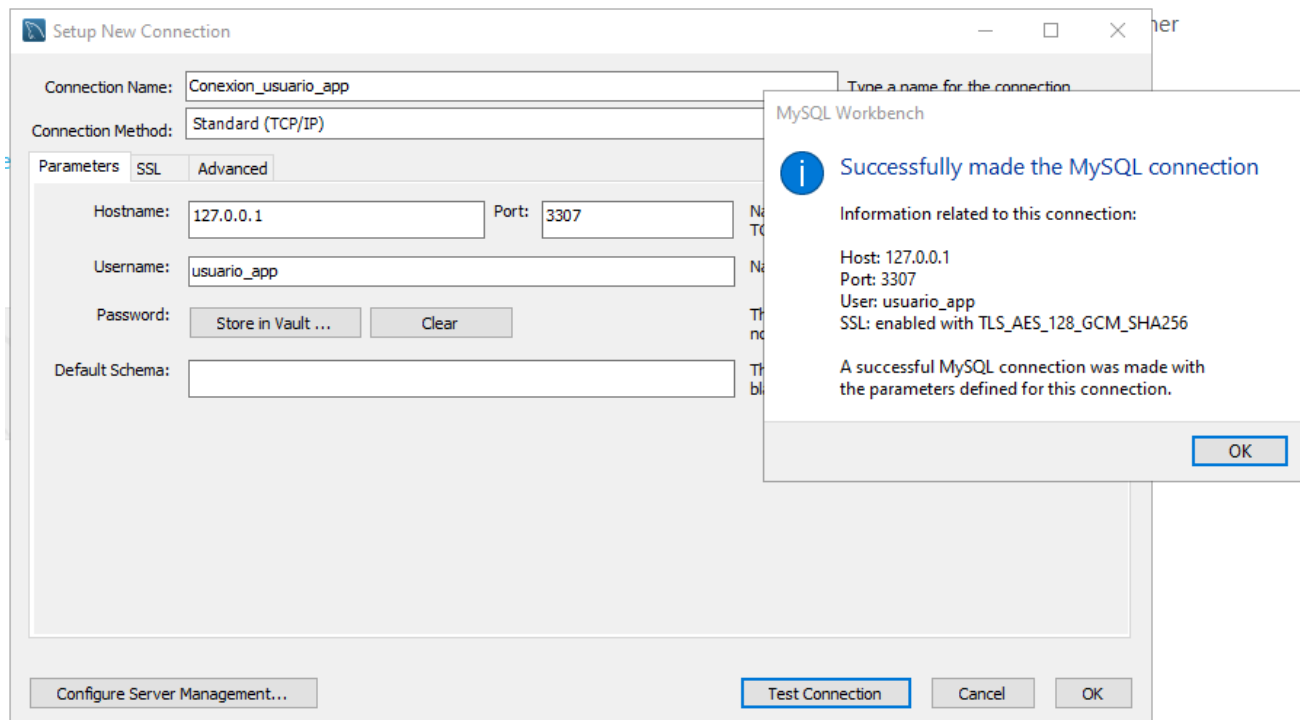 Setup New Connection
Connection Name: Conexion_usuario_app Type a name for the connection
Connection Method: Standard (TCP/IP)
Parameters SSL Advanced
Hostname: 127.0.0.1 Port: 3307
Username: usuario_app
Password: Store in Vault ... Clear
Default Schema:
Configure Server Management... Test Connection Cancel OK
MySQL Workbench
Successfully made the MySQL connection
Information related to this connection:
Host: 127.0.0.1
Port: 3307
User: usuario_app
SSL: enabled with TLS_AES_128_GCM_SHA256
A successful MySQL connection was made with
the parameters defined for this connection.
OK